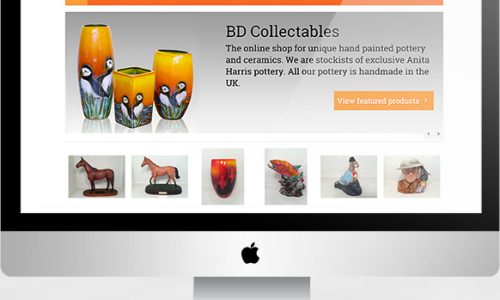 BD Collectables
The online shop for unique hand painted pottery
and ceramics. We are stockists of exclusive Anita
Harris pottery. All our pottery is handmade in the
UK.
View featured products